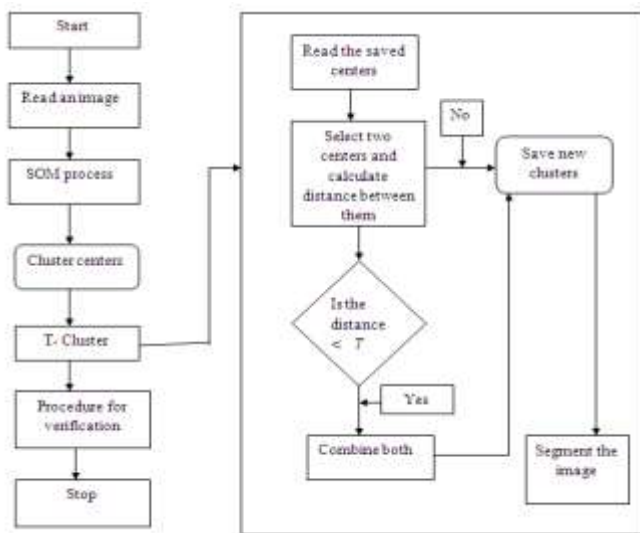 Start
Read an image
SOM process
Cluster centers
T- Cluster
Procedure for
verification
Stop
Read the saved
centers
Select two
centers and
calculate
distance between
them
No
Save new
clusters
Is the
distance
< T
Yes
Combine both
Segment the
image